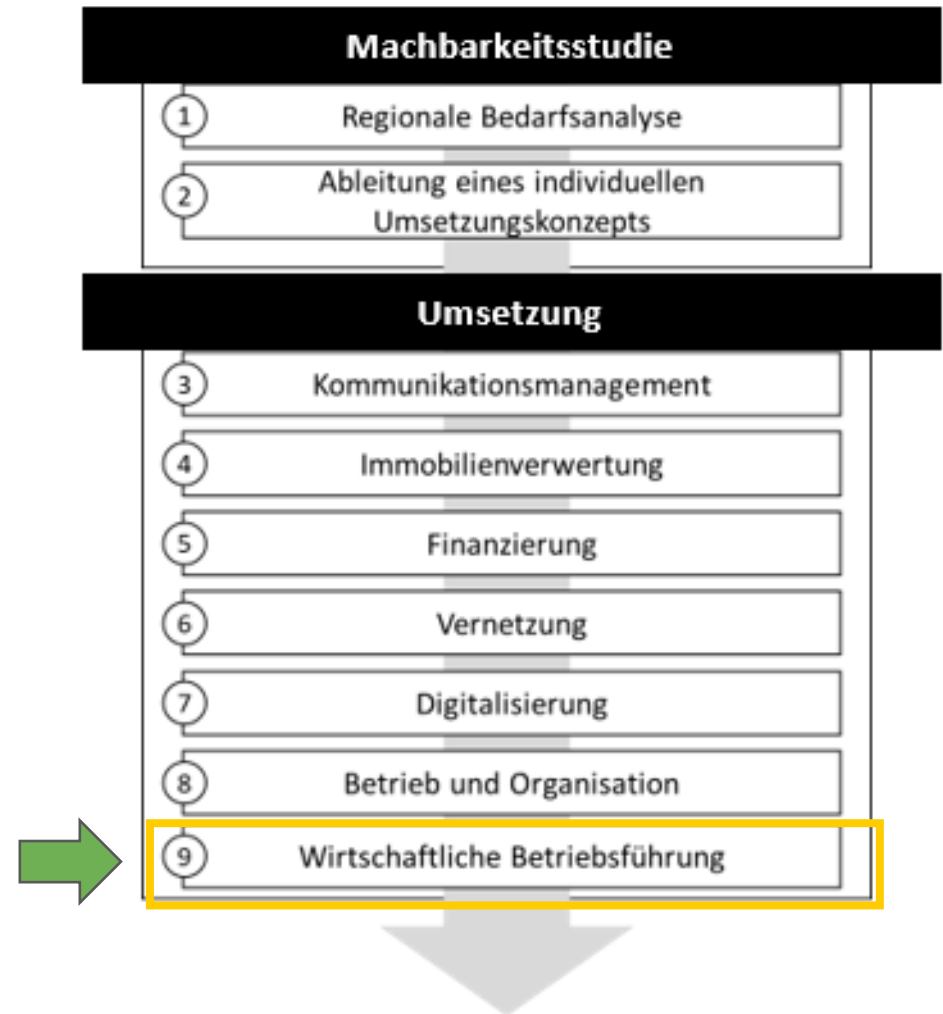 Machbarkeitsstudie
1 Regionale Bedarfsanalyse
2 Ableitung eines individuellen
Umsetzungskonzepts
Umsetzung
3 Kommunikationsmanagement
4 Immobilienverwertung
5 Finanzierung
6 Vernetzung
7 Digitalisierung
8 Betrieb und Organisation
9 Wirtschaftliche Betriebsführung